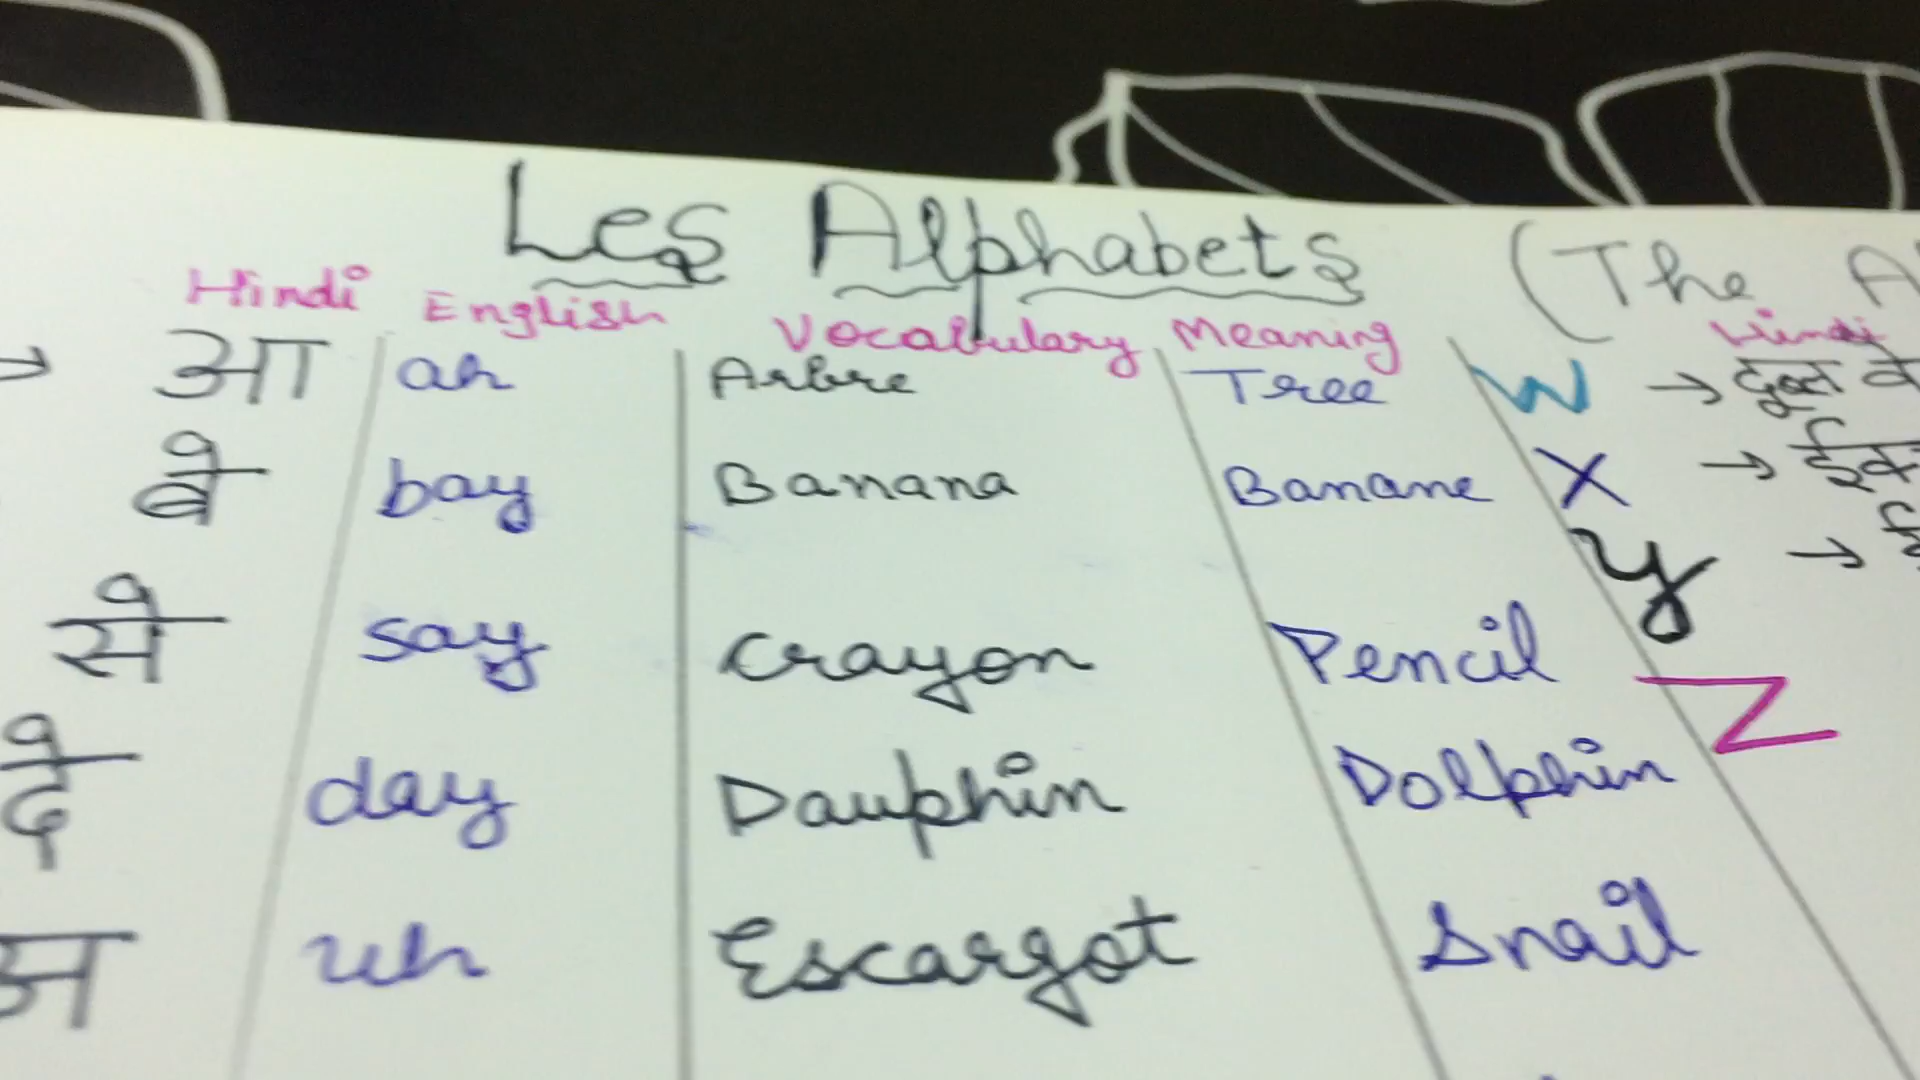 Les Alphabets (The A
Hindi English Vocabulary Meaning Hindi
→ आ ah Arbre Tree W →
बे bay Banana Banane X →
y →
से say Crayon Pencil Z
दे day Dauphin Dolphin
अ uh Escargot Snail